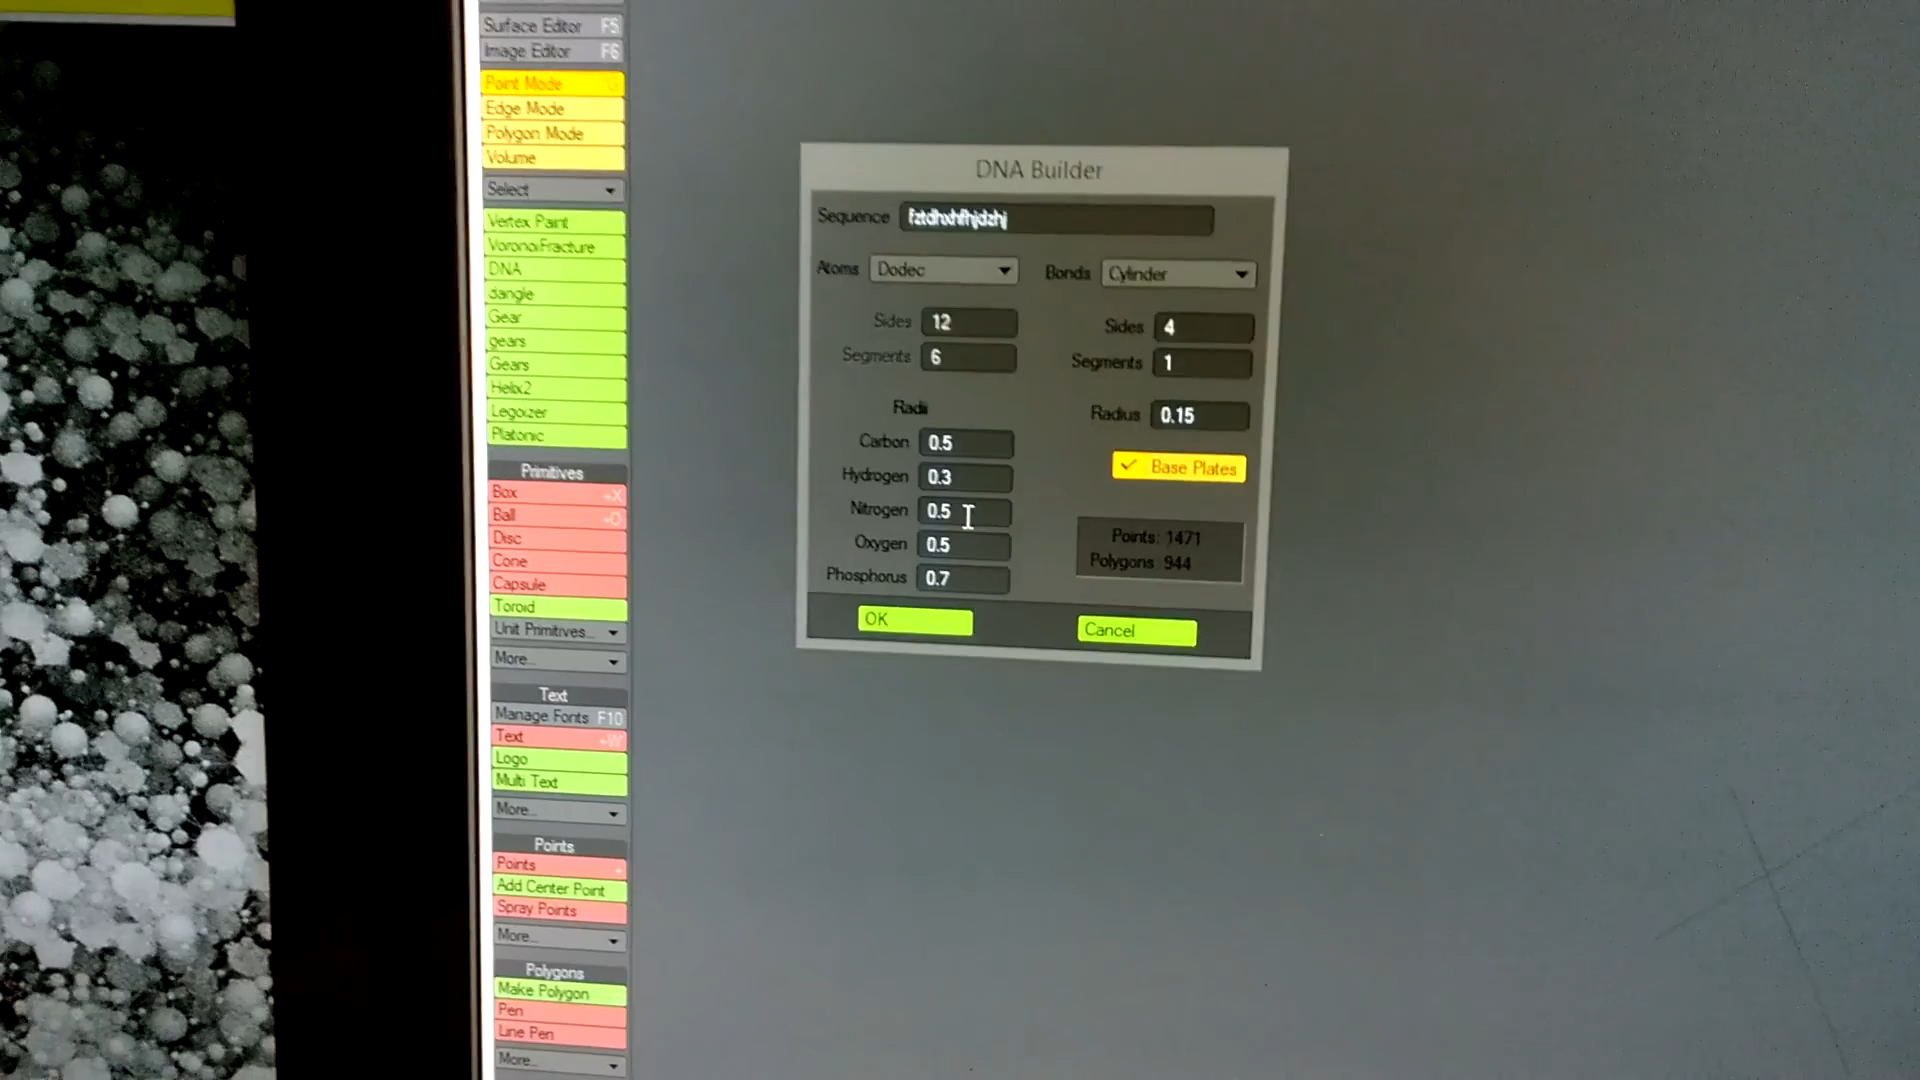 Surface Editor F5
Image Editor F6
Point Mode G
Edge Mode
Polygon Mode
Volume
Select
Vertex Paint
VoronoiFracture
DNA
dangle
Gear
gears
Gears
Helix2
Legoizer
Platonic
Primitives
Box +X
Ball +O
Disc
Cone
Capsule
Toroid
Unit Primitives...
More...
Text
Manage Fonts F10
Text +W
Logo
Multi Text
More...
Points
Points +
Add Center Point
Spray Points
More...
Polygons
Make Polygon
Pen
Line Pen
More...
DNA Builder
Sequence
Atoms Dodec Bonds Cylinder
Sides 12 Sides 4
Segments 6 Segments 1
Radii
Radius 0.15
Carbon 0.5
Base Plates
Hydrogen 0.3
Nitrogen 0.5
Points: 1471
Oxygen 0.5
Polygons 944
Phosphorus 0.7
OK Cancel